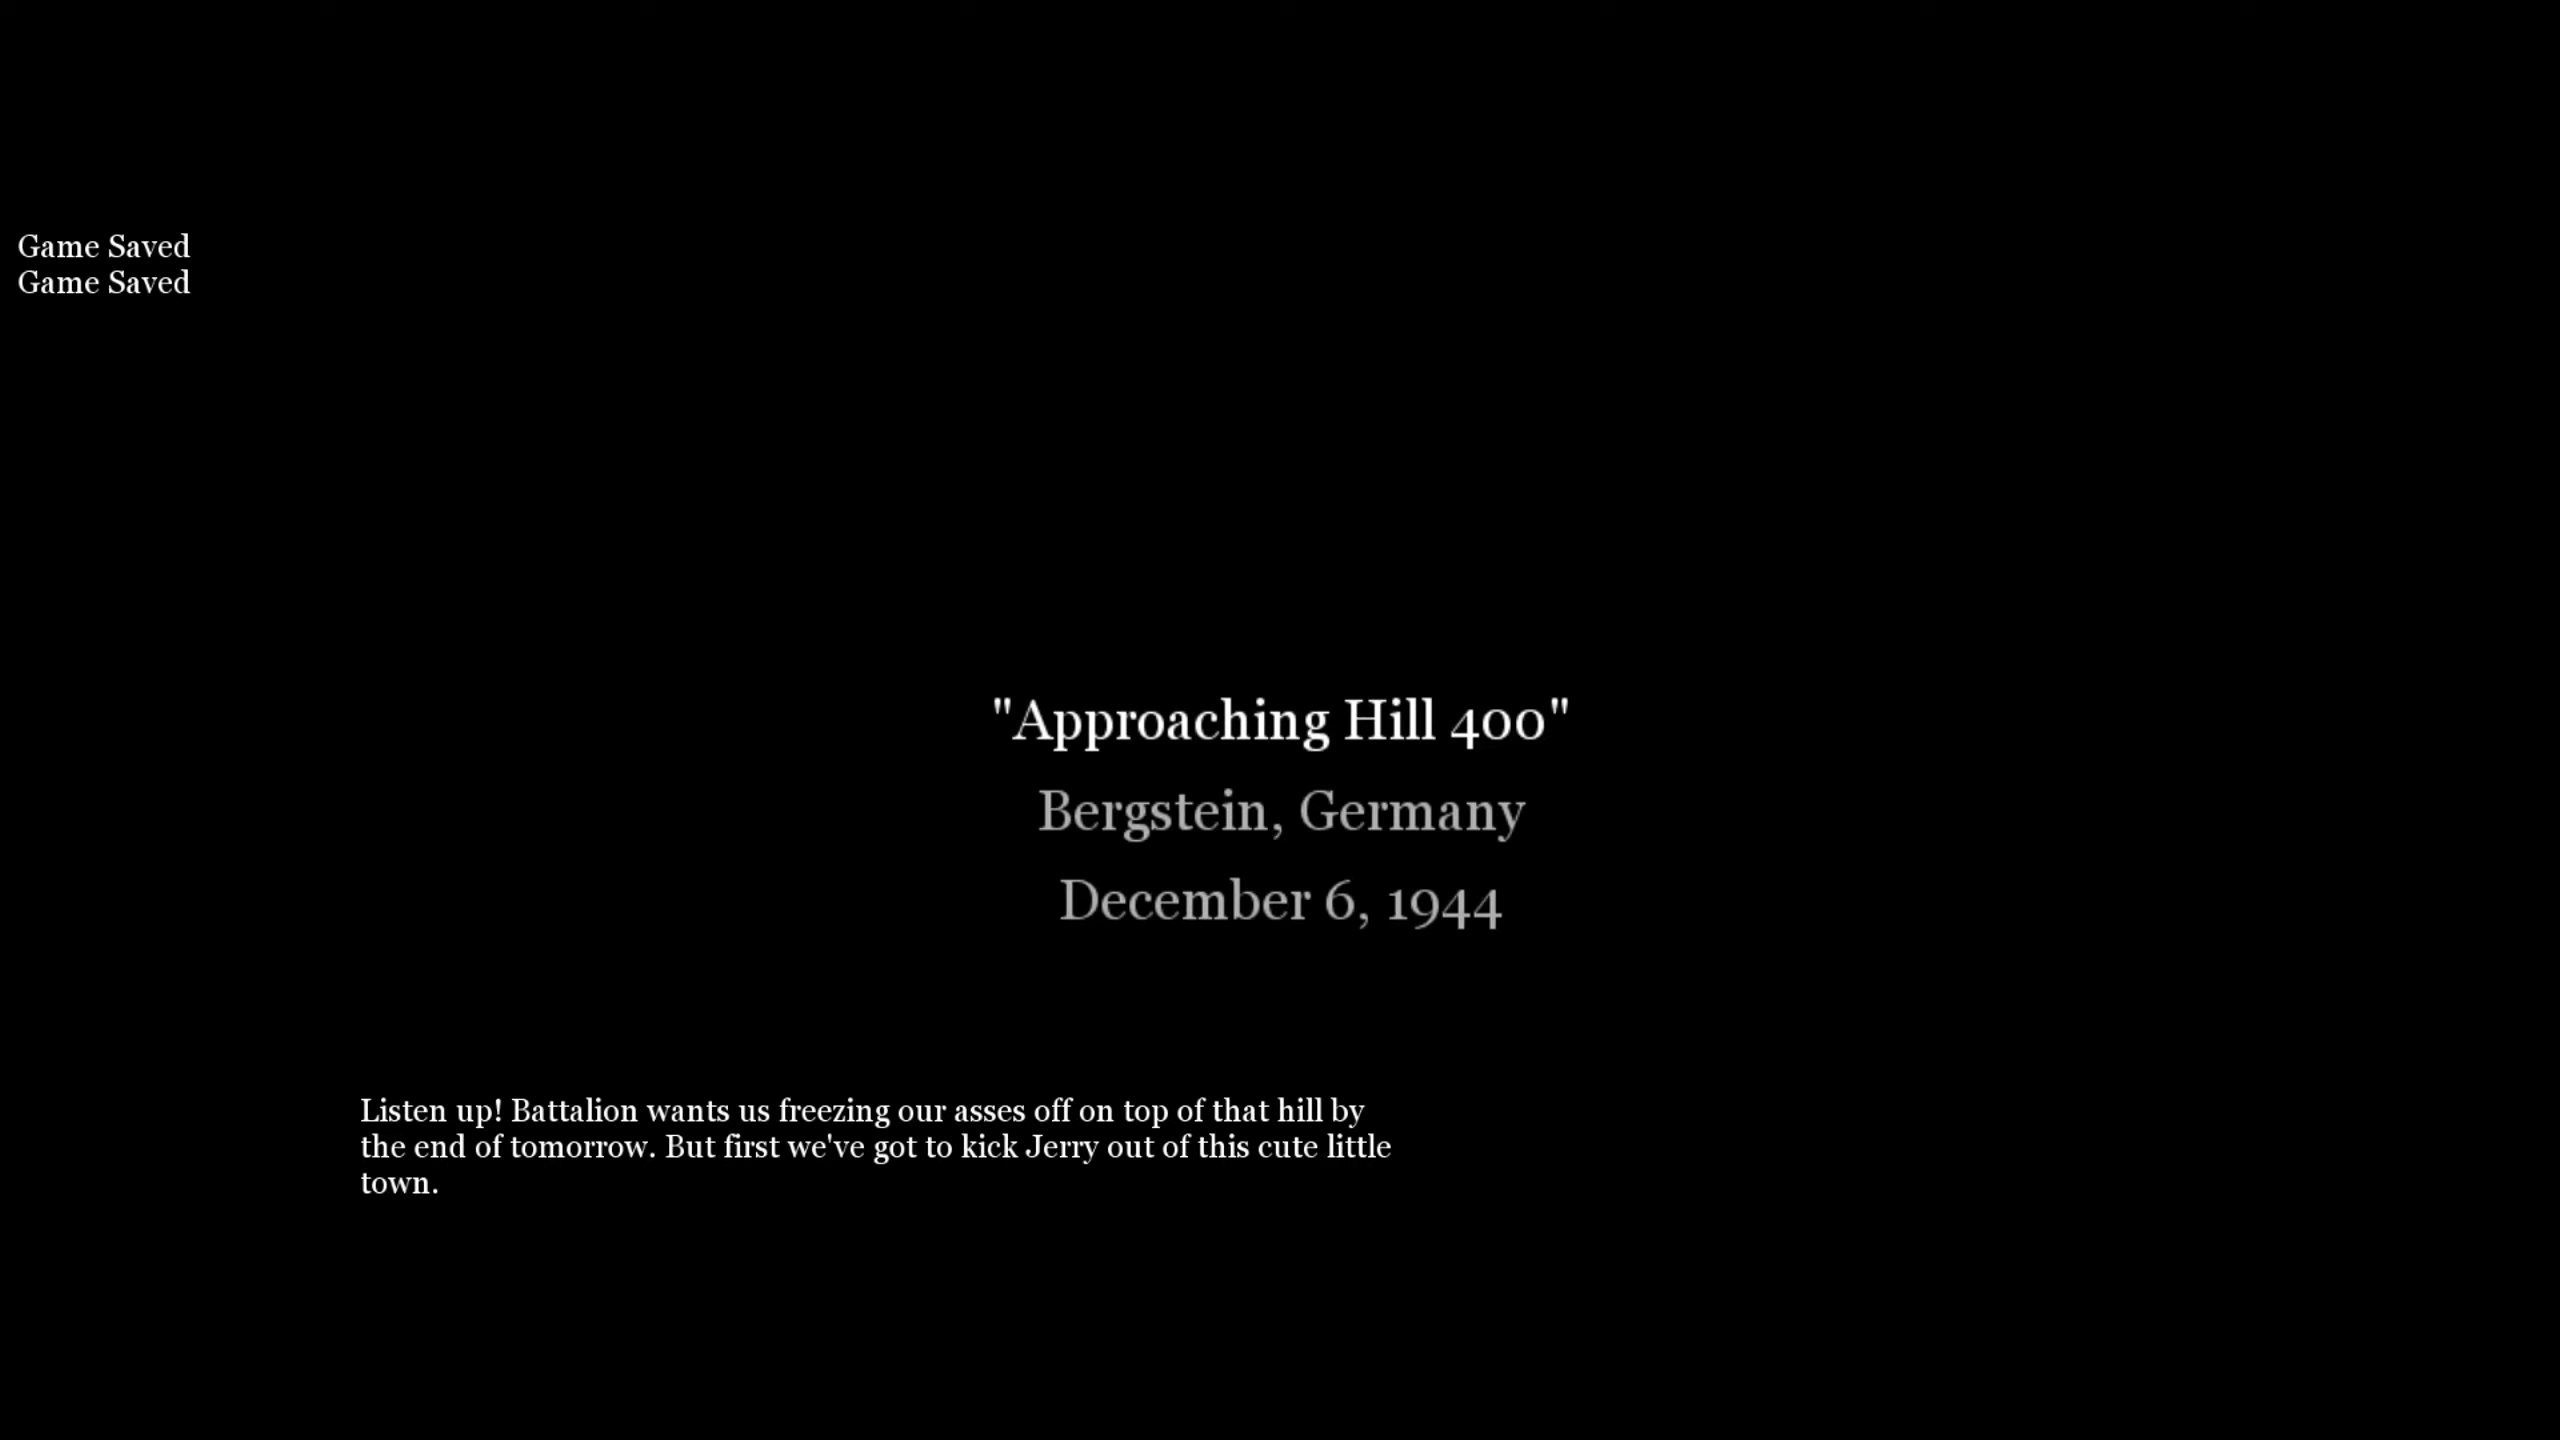 Game Saved
Game Saved
"Approaching Hill 400"
Bergstein, Germany
December 6, 1944
Listen up! Battalion wants us freezing our asses off on top of that hill by
the end of tomorrow. But first we've got to kick Jerry out of this cute little
town.